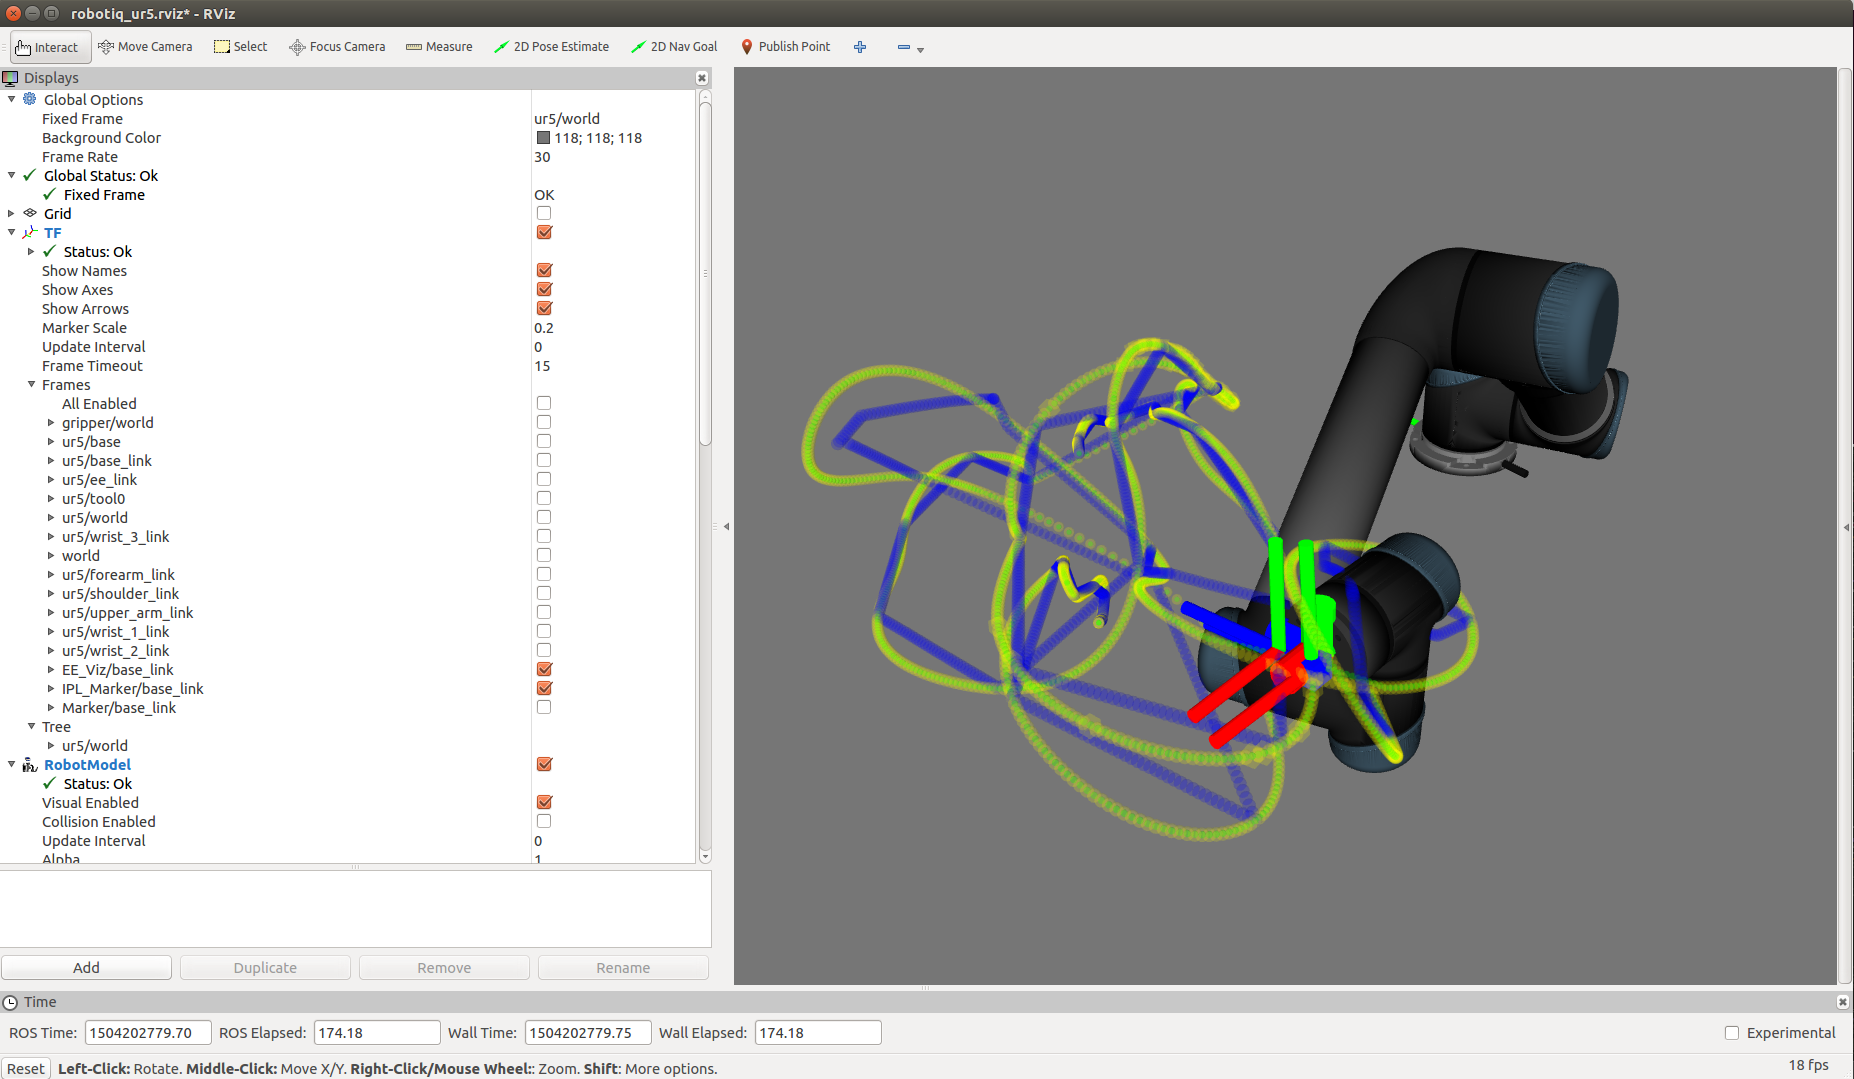 robotiq_ur5.rviz* - RViz
Interact Move Camera Select Focus Camera Measure 2D Pose Estimate 2D Nav Goal Publish Point
Displays
Global Options
Fixed Frame ur5/world
Background Color 118; 118; 118
Frame Rate 30
Global Status: Ok
Fixed Frame OK
Grid
TF
Status: Ok
Show Names
Show Axes
Show Arrows
Marker Scale 0.2
Update Interval 0
Frame Timeout 15
Frames
All Enabled
gripper/world
ur5/base
ur5/base_link
ur5/ee_link
ur5/tool0
ur5/world
ur5/wrist_3_link
world
ur5/forearm_link
ur5/shoulder_link
ur5/upper_arm_link
ur5/wrist_1_link
ur5/wrist_2_link
EE_Viz/base_link
IPL_Marker/base_link
Marker/base_link
Tree
ur5/world
RobotModel
Status: Ok
Visual Enabled
Collision Enabled
Update Interval 0
Alpha 1
Add Duplicate Remove Rename
Time
ROS Time: 1504202779.70 ROS Elapsed: 174.18 Wall Time: 1504202779.75 Wall Elapsed: 174.18 Experimental
Reset Left-Click: Rotate. Middle-Click: Move X/Y. Right-Click/Mouse Wheel:: Zoom. Shift: More options. 18 fps